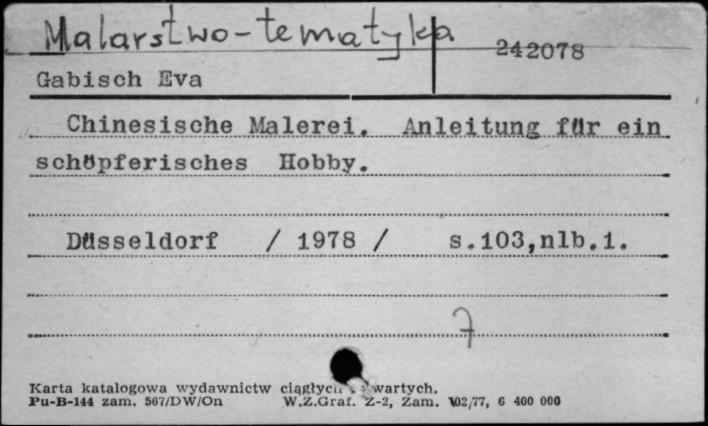 Malarstwo-tematyka
242078
Gabisch Eva
Chinesische Malerei. Anleitung für ein
schöpferisches Hobby.
Düsseldorf / 1978 / s.103,nlb.1.
7
Karta katalogowa wydawnictw wartych.
Pu-B-144 zam. 567/DW/On W.Z.Graf. Z-2, Zam. 102/77, 6 400 000